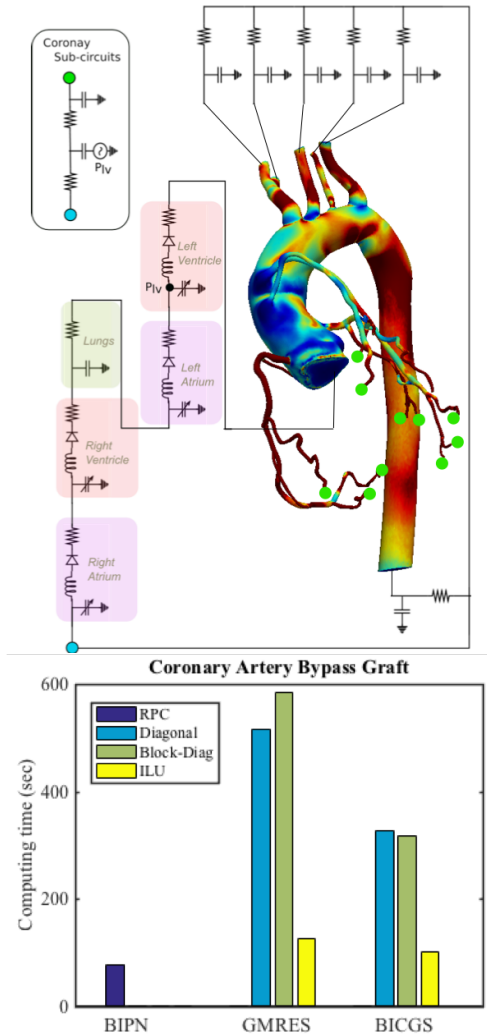 Coronay
Sub-circuits
P_lv
Left
Ventricle
P_lv
Lungs
Left
Atrium
Right
Ventricle
Right
Atrium
Coronary Artery Bypass Graft
600
RPC
Diagonal
Block-Diag
ILU
400
Computing time (sec)
200
0
BIPN
GMRES
BICGS